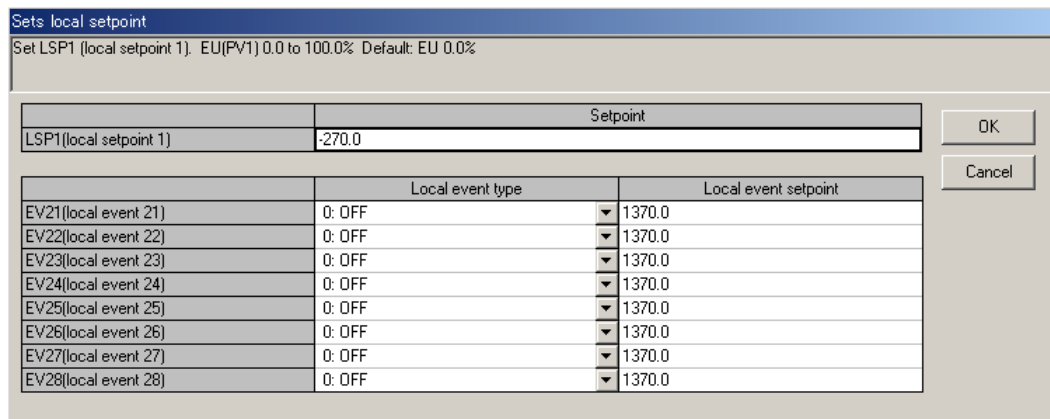 Sets local setpoint
Set LSP1 (local setpoint 1).  EU(PV1) 0.0 to 100.0%  Default: EU 0.0%
Setpoint
LSP1(local setpoint 1) -270.0
OK
Cancel
Local event type Local event setpoint
EV21(local event 21) 0: OFF 1370.0
EV22(local event 22) 0: OFF 1370.0
EV23(local event 23) 0: OFF 1370.0
EV24(local event 24) 0: OFF 1370.0
EV25(local event 25) 0: OFF 1370.0
EV26(local event 26) 0: OFF 1370.0
EV27(local event 27) 0: OFF 1370.0
EV28(local event 28) 0: OFF 1370.0